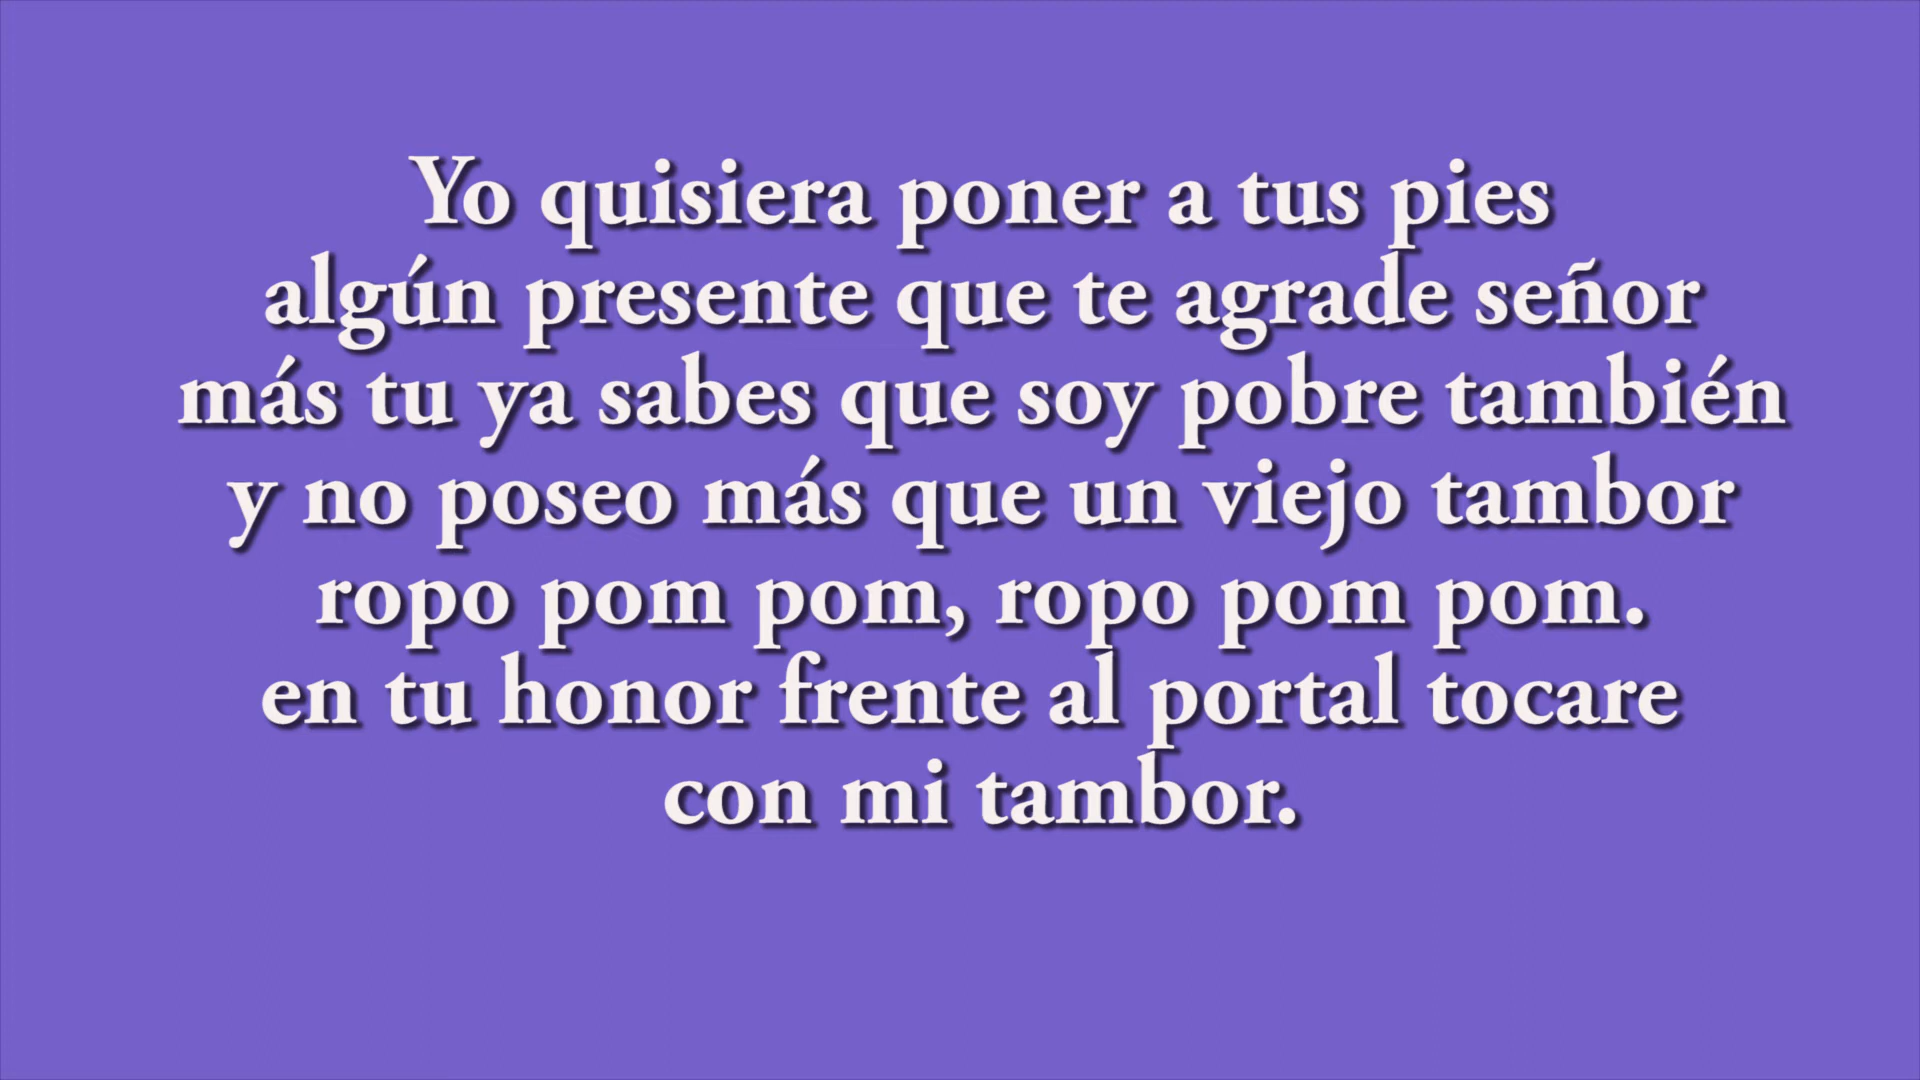 Yo quisiera poner a tus pies
algún presente que te agrade señor
más tu ya sabes que soy pobre también
y no poseo más que un viejo tambor
ropo pom pom, ropo pom pom.
en tu honor frente al portal tocare
con mi tambor.